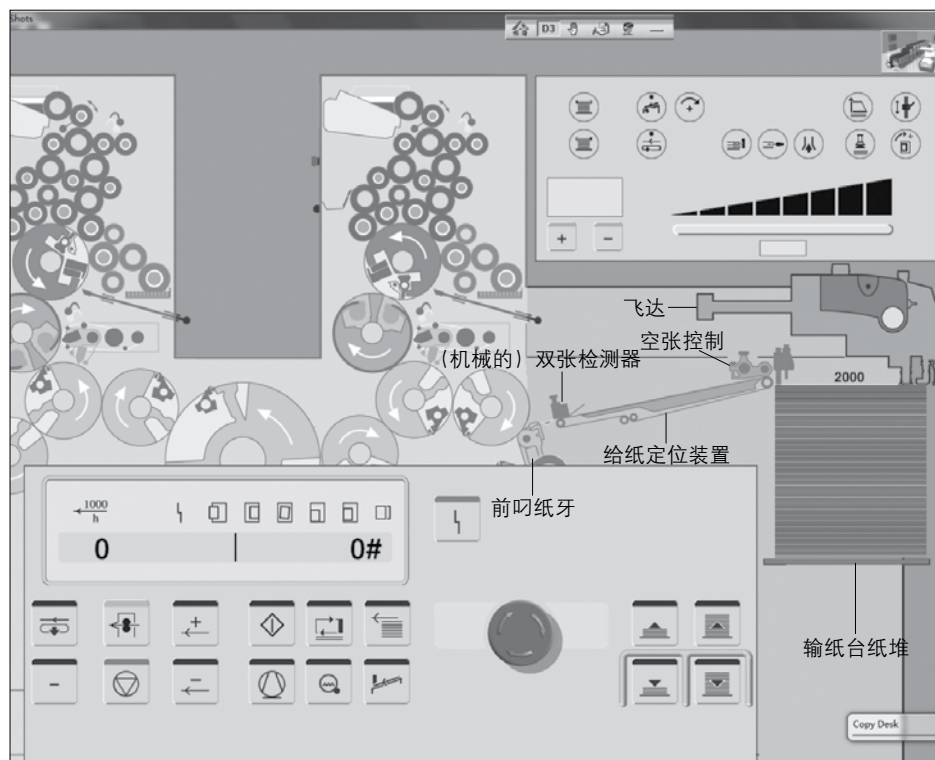 Shots
D3
飞达
空张控制
(机械的) 双张检测器
2000
给纸定位装置
前叼纸牙
1000
h
0 0#
输纸台纸堆
Copy Desk